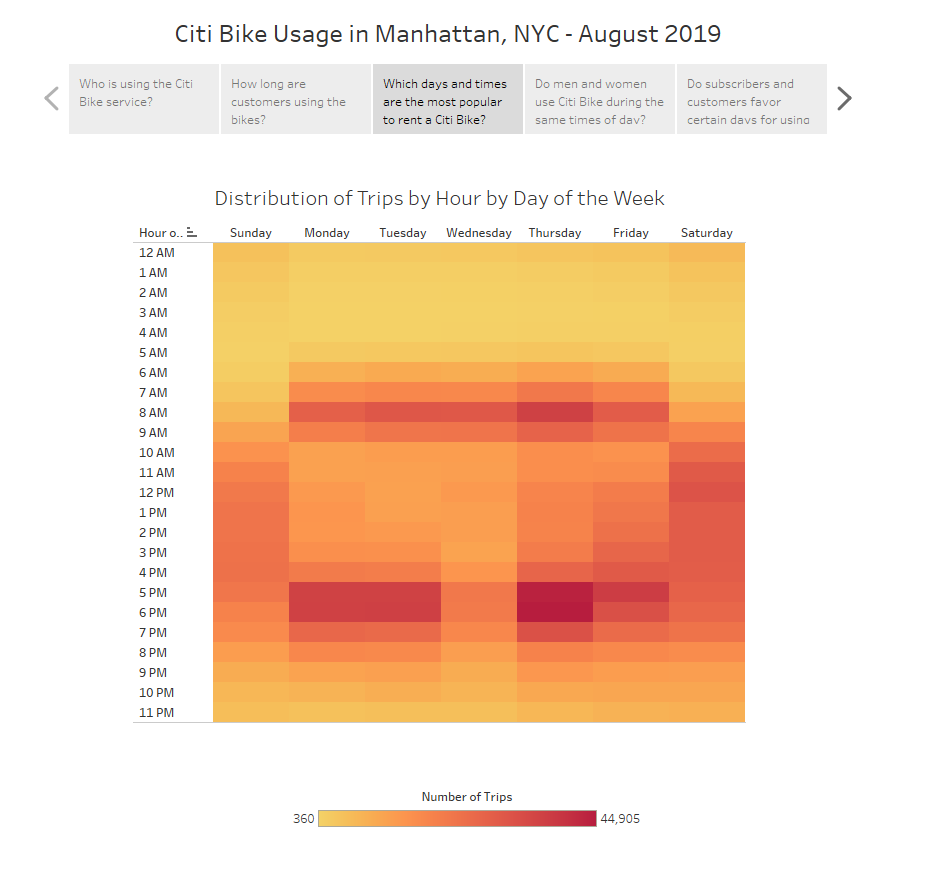 Citi Bike Usage in Manhattan, NYC - August 2019
Who is using the Citi
Bike service?
How long are
customers using the
bikes?
Which days and times
are the most popular
to rent a Citi Bike?
Do men and women
use Citi Bike during the
same times of day?
Do subscribers and
customers favor
certain days for using
Distribution of Trips by Hour by Day of the Week
Hour o.. Sunday Monday Tuesday Wednesday Thursday Friday Saturday
12 AM
1 AM
2 AM
3 AM
4 AM
5 AM
6 AM
7 AM
8 AM
9 AM
10 AM
11 AM
12 PM
1 PM
2 PM
3 PM
4 PM
5 PM
6 PM
7 PM
8 PM
9 PM
10 PM
11 PM
Number of Trips
360 44,905